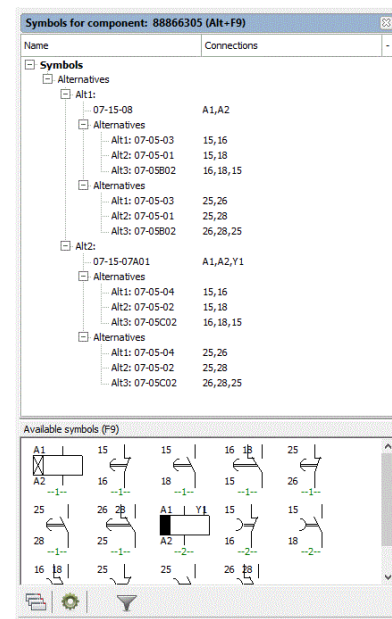 Symbols for component: 88866305 (Alt+F9)
Name Connections -
Symbols
Alternatives
Alt1:
07-15-08 A1,A2
Alternatives
Alt1: 07-05-03 15,16
Alt2: 07-05-01 15,18
Alt3: 07-05B02 16,18,15
Alternatives
Alt1: 07-05-03 25,26
Alt2: 07-05-01 25,28
Alt3: 07-05B02 26,28,25
Alt2:
07-15-07A01 A1,A2,Y1
Alternatives
Alt1: 07-05-04 15,16
Alt2: 07-05-02 15,18
Alt3: 07-05C02 16,18,15
Alternatives
Alt1: 07-05-04 25,26
Alt2: 07-05-02 25,28
Alt3: 07-05C02 26,28,25
Available symbols (F9)
A1 15 15 16 18 25
A2 16 18 15 26
--1-- --1-- --1-- --1-- --1--
25 26 28 A1 Y1 15 15
28 25 A2 16 18
--1-- --1-- --2-- --2-- --2--
16 18 25 25 26 28